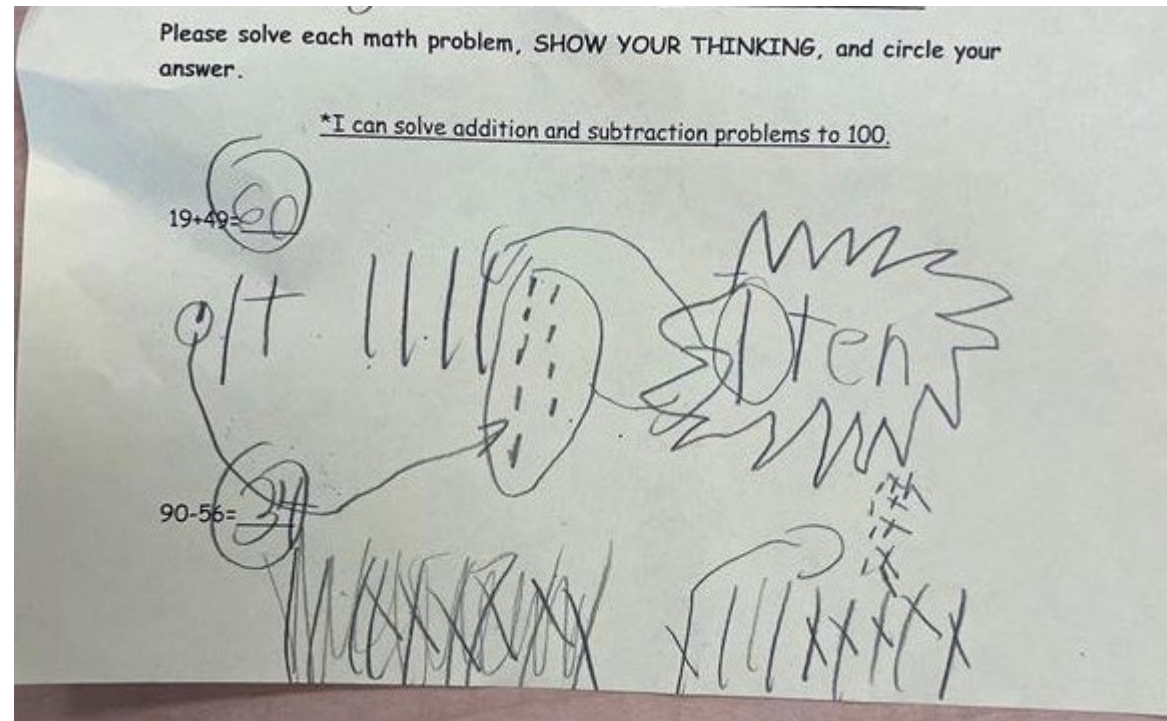 Please solve each math problem, SHOW YOUR THINKING, and circle your
answer.
*I can solve addition and subtraction problems to 100.
19+49=60
1 ten
90-56=34